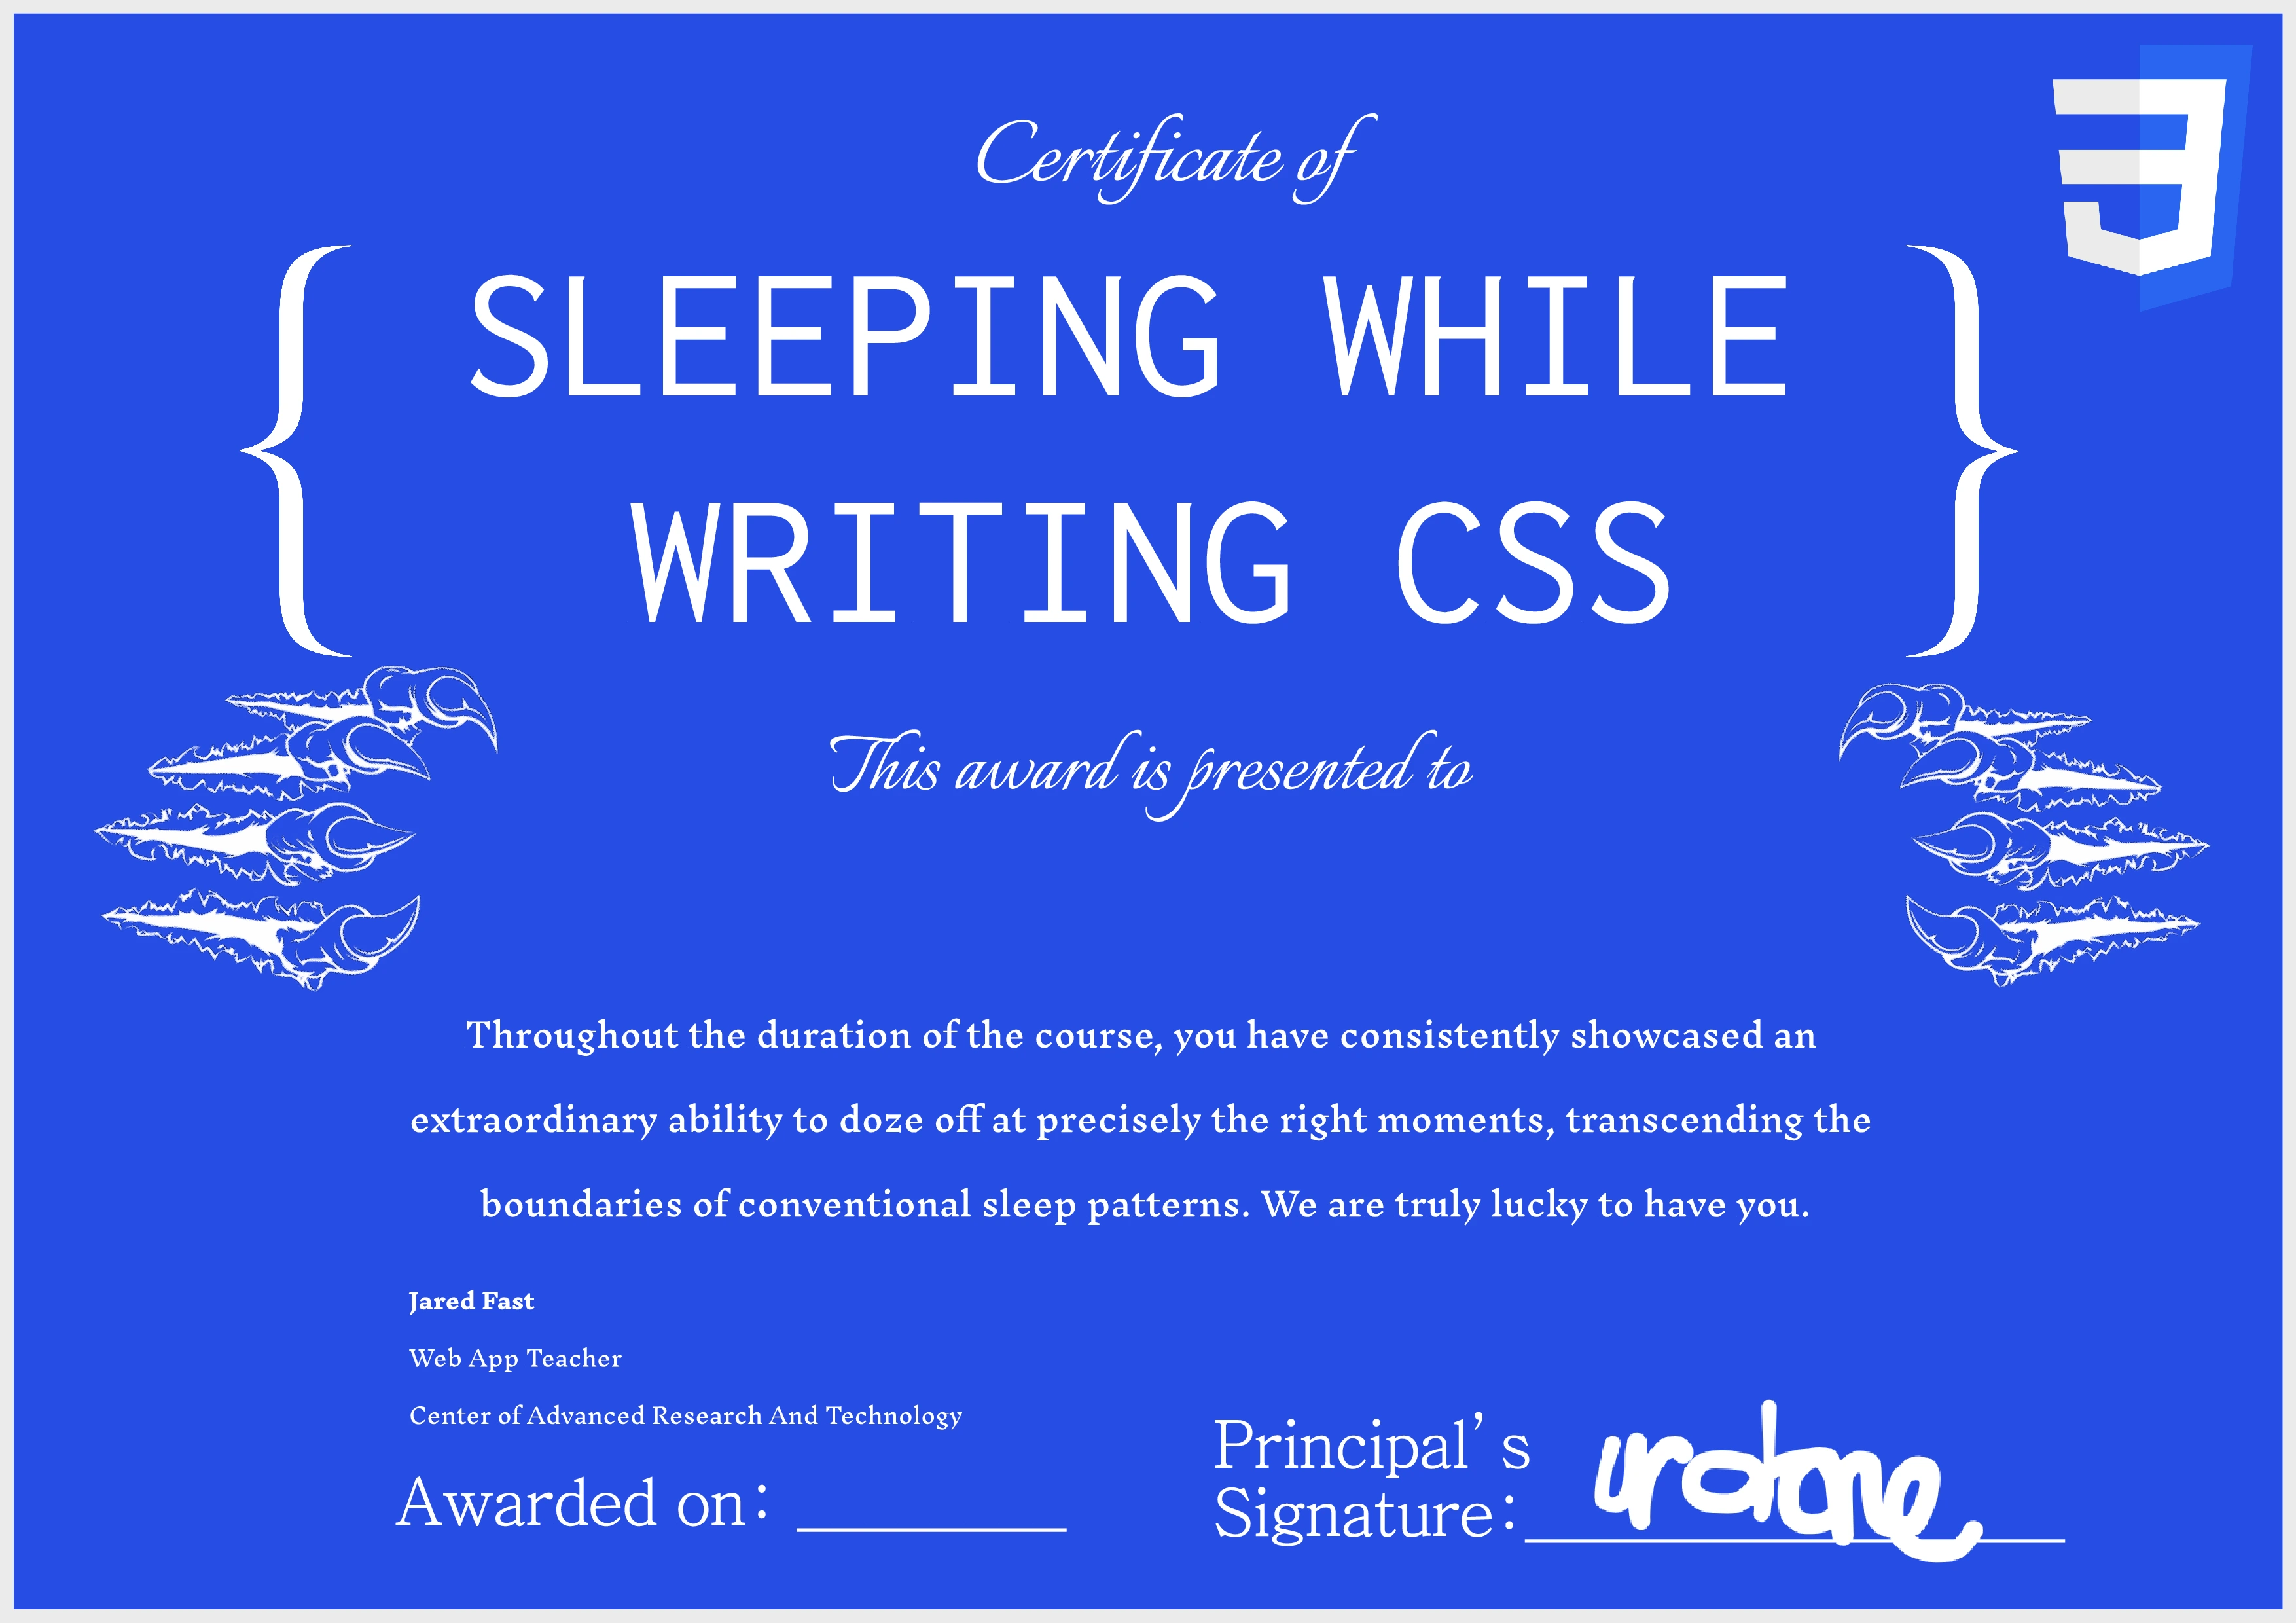 Certificate of
{ SLEEPING WHILE
WRITING CSS }
This award is presented to
Throughout the duration of the course, you have consistently showcased an
extraordinary ability to doze off at precisely the right moments, transcending the
boundaries of conventional sleep patterns. We are truly lucky to have you.
Jared Fast
Web App Teacher
Center of Advanced Research And Technology
Awarded on:
Principal's
Signature: